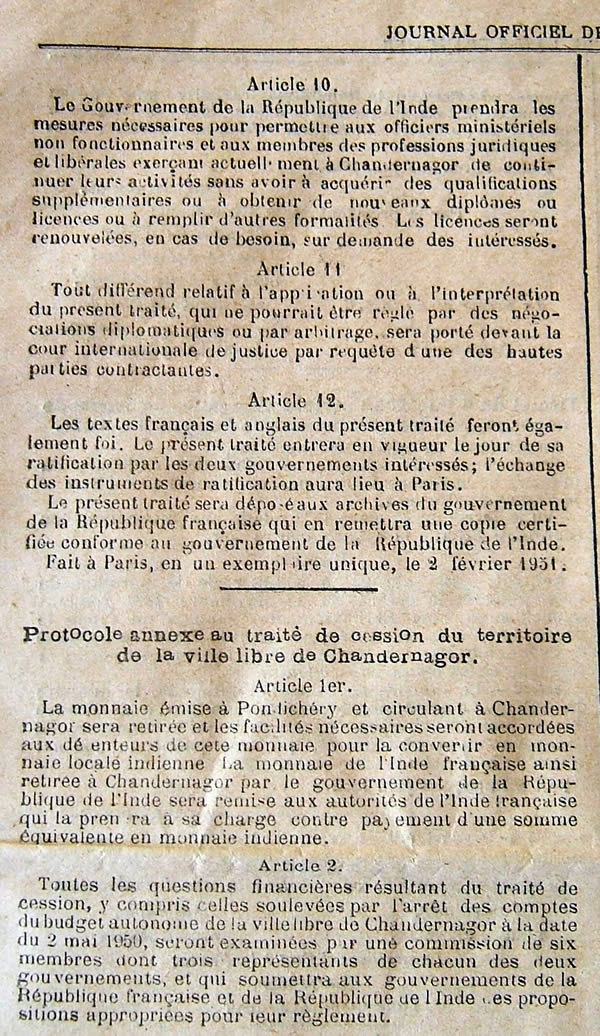 JOURNAL OFFICIEL DE
Article 10.
Le Gouvernement de la République de l'Inde prendra les
mesures nécessaires pour permettre aux officiers ministériels
non fonctionnaires et aux membres des professions juridiques
et libérales exerçant actuellement à Chandernagor de conti-
nuer leurs activités sans avoir à acquérir des qualifications
supplémentaires ou à obtenir de nouveaux diplômes ou
licences ou à remplir d'autres formalités Les licences seront
renouvelées, en cas de besoin, sur demande des intéressés.
Article 11
Tout différend relatif à l'application ou à l'interprétation
du présent traité, qui ne pourrait être réglé par des négo-
ciations diplomatiques ou par arbitrage, sera porté devant la
cour internationale de justice par requête d'une des hautes
parties contractantes.
Article 12.
Les textes français et anglais du présent traité feront éga-
lement foi. Le présent traité entrera en vigueur le jour de sa
ratification par les deux gouvernements intéressés; l'échange
des instruments de ratification aura lieu à Paris.
Le présent traité sera déposé aux archives du gouvernement
de la République française qui en remettra une copie certi-
fiée conforme au gouvernement de la République de l'Inde.
Fait à Paris, en un exemplaire unique, le 2 février 1951.
Protocole annexe au traité de cession du territoire
de la ville libre de Chandernagor.
Article 1er.
La monnaie émise à Pondichéry et circulant à Chander-
nagor sera retirée et les facilités nécessaires seront accordées
aux détenteurs de cete monnaie pour la convertir en mon-
naie locale indienne La monnaie de l'Inde française ainsi
retirée à Chandernagor par le gouvernement de la Répu-
blique de l'Inde sera remise aux autorités de l'Inde française
qui la prendra à sa charge contre payement d'une somme
équivalente en monnaie indienne.
Article 2.
Toutes les questions financières résultant du traité de
cession, y compris celles soulevées par l'arrêt des comptes
du budget autonome de la ville libre de Chandernagor à la date
du 2 mai 1950, seront examinées par une commission de six
membres dont trois représentants de chacun des deux
gouvernements, et qui soumettra aux gouvernements de la
République française et de la République de l'Inde les propo-
sitions appropriées pour leur règlement.